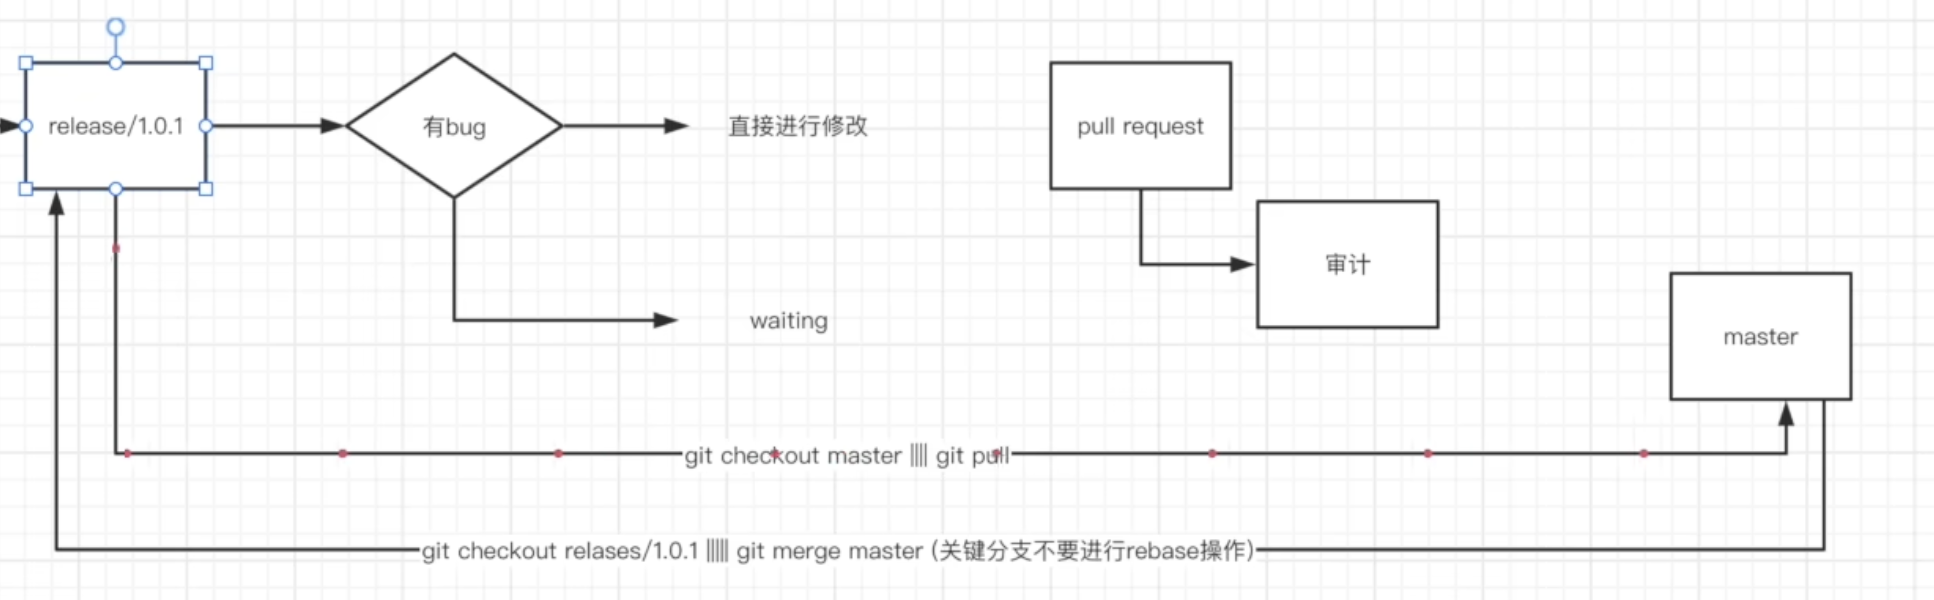 release/1.0.1
有bug
直接进行修改
pull request
审计
waiting
master
git checkout master |||| git pull
git checkout relases/1.0.1 ||||| git merge master (关键分支不要进行rebase操作)